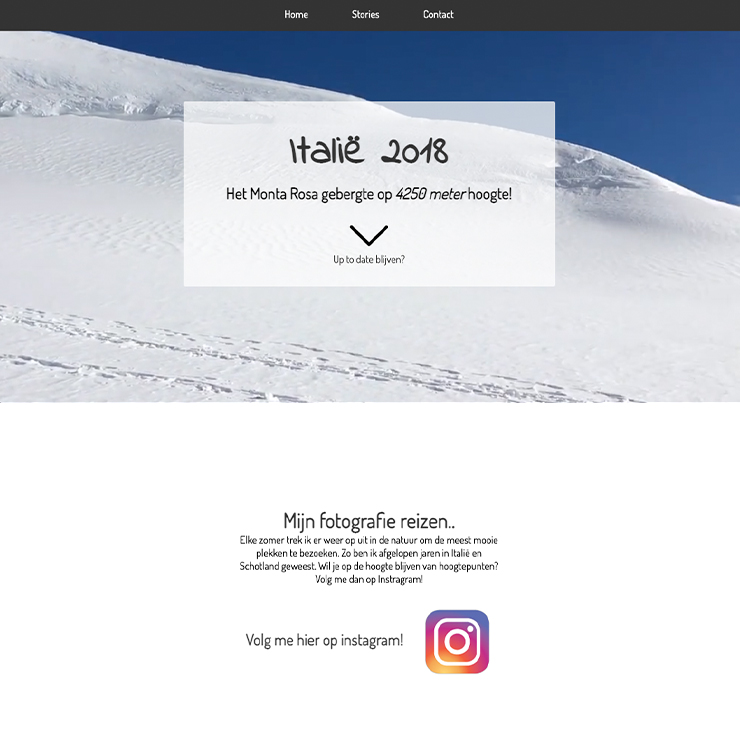 Home Stories Contact
Italië 2018
Het Monta Rosa gebergte op 4250 meter hoogte!
Up to date blijven?
Mijn fotografie reizen..
Elke zomer trek ik er weer op uit in de natuur om de meest mooie
plekken te bezoeken. Zo ben ik afgelopen jaren in Italië en
Schotland geweest. Wil je op de hoogte blijven van hoogtepunten?
Volg me dan op Instragram!
Volg me hier op instagram!